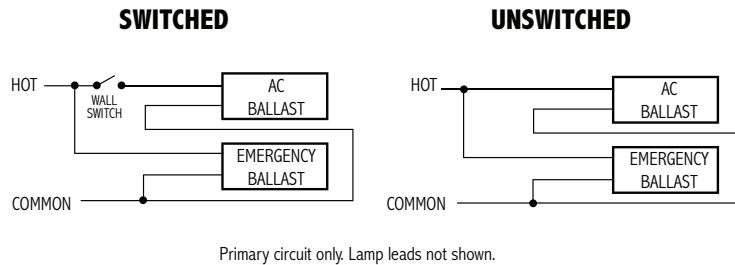 SWITCHED
HOT
WALL
SWITCH
AC
BALLAST
EMERGENCY
BALLAST
COMMON
UNSWITCHED
HOT
AC
BALLAST
EMERGENCY
BALLAST
COMMON
Primary circuit only. Lamp leads not shown.